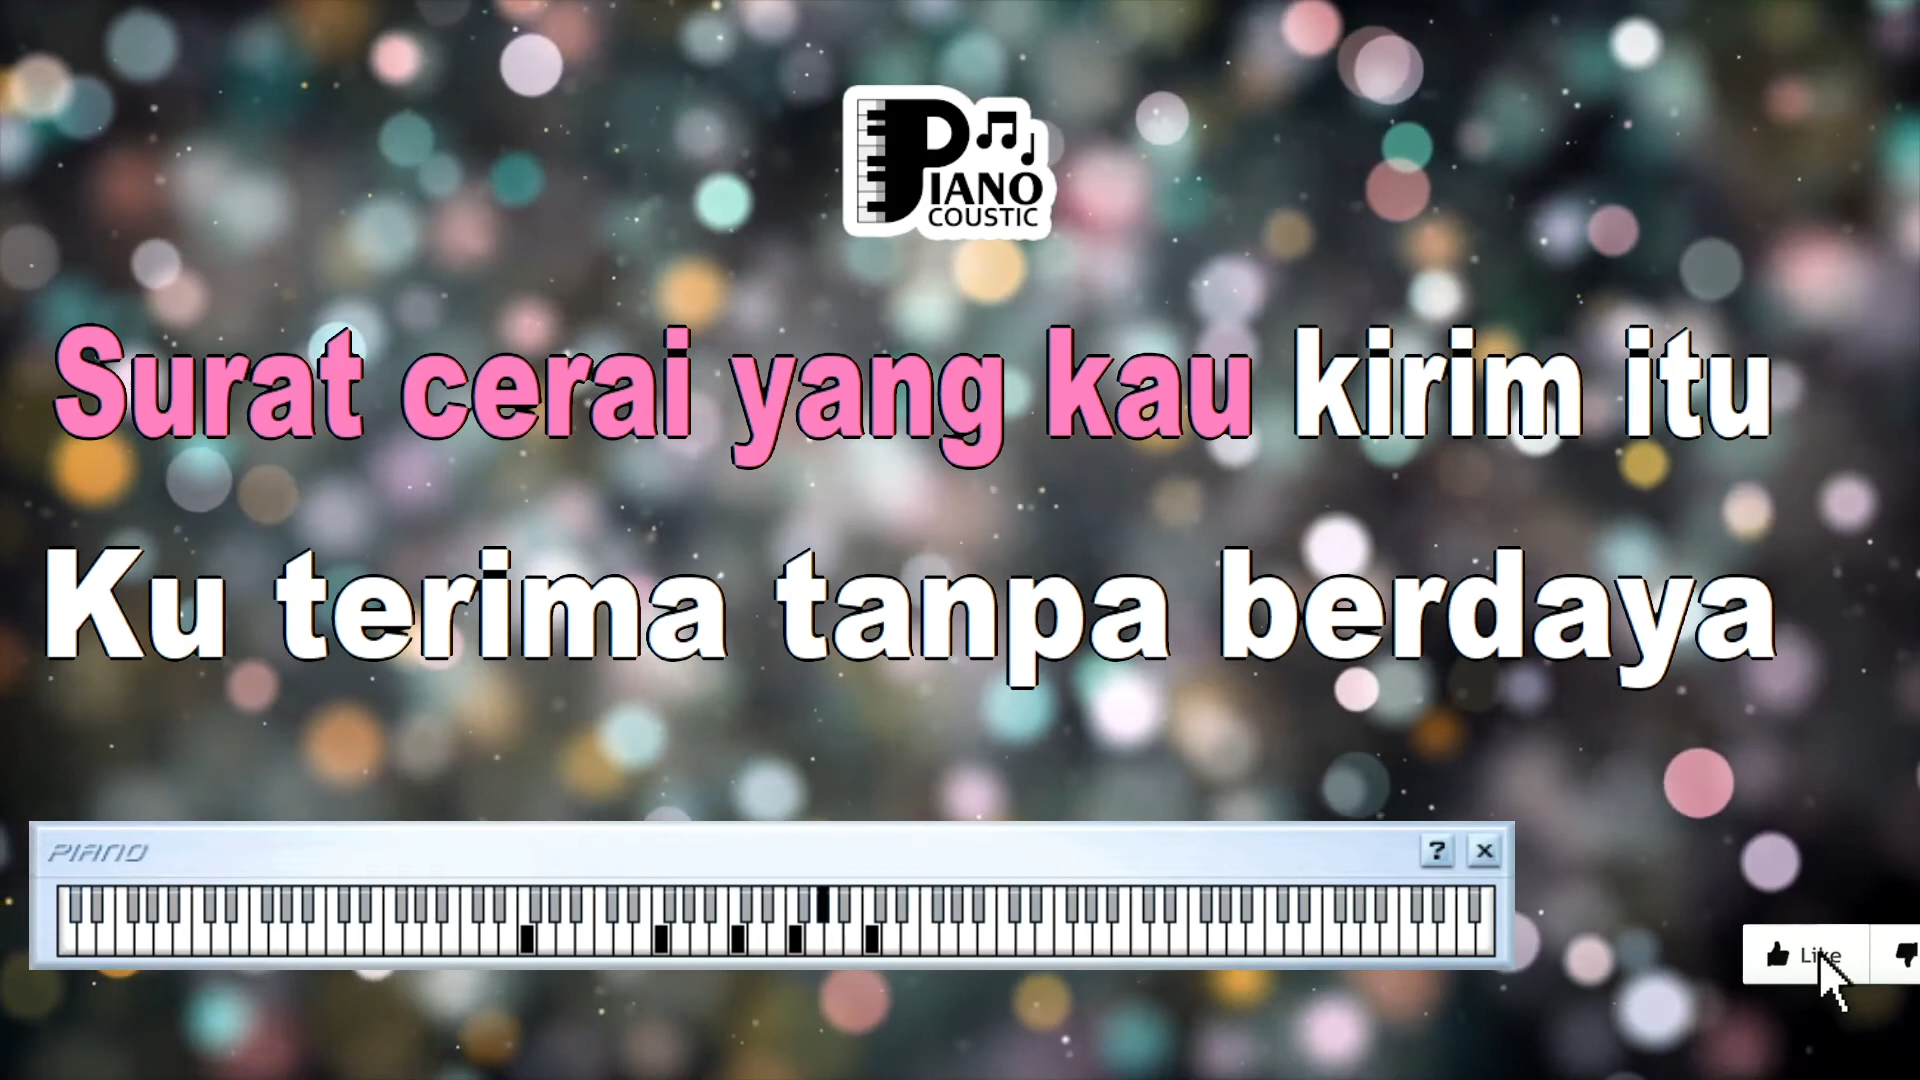 PIANO
COUSTIC
Surat cerai yang kau kirim itu
Ku terima tanpa berdaya
PIANO
? x
Like